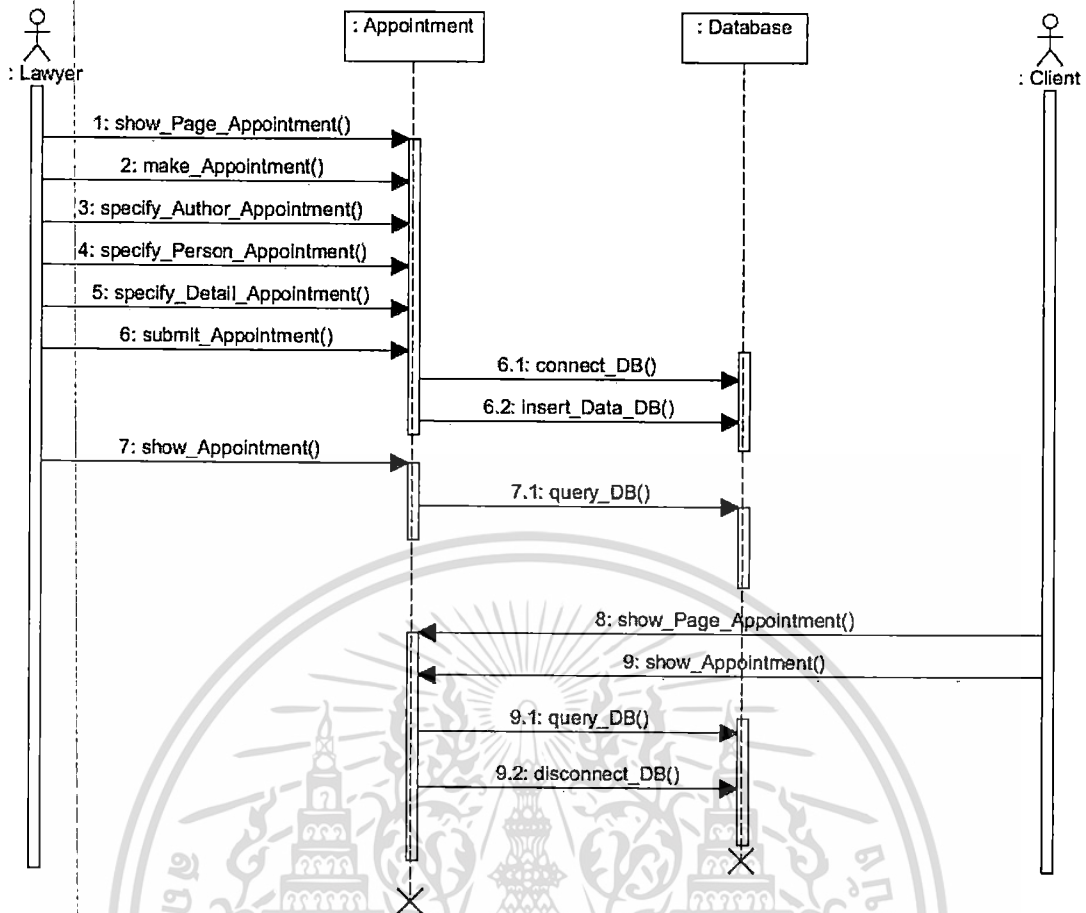 : Appointment
: Database
: Lawyer
: Client
1: show_Page_Appointment()
2: make_Appointment()
3: specify_Author_Appointment()
4: specify_Person_Appointment()
5: specify_Detail_Appointment()
6: submit_Appointment()
6.1: connect_DB()
6.2: insert_Data_DB()
7: show_Appointment()
7.1: query_DB()
8: show_Page_Appointment()
9: show_Appointment()
9.1: query_DB()
9.2: disconnect_DB()